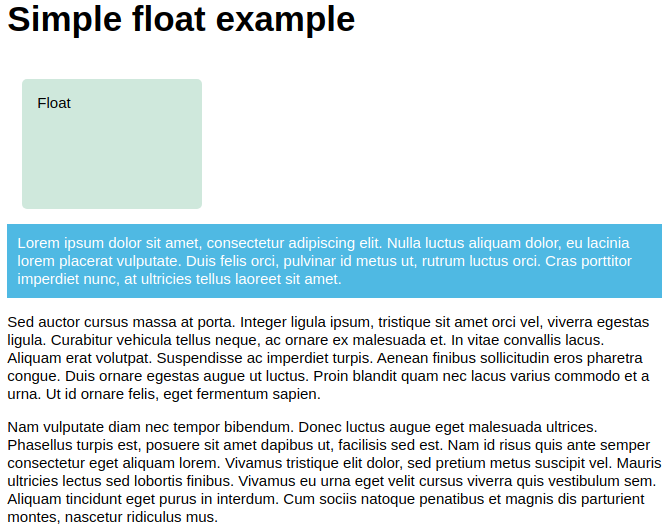 Simple float example
Float
Lorem ipsum dolor sit amet, consectetur adipiscing elit. Nulla luctus aliquam dolor, eu lacinia
lorem placerat vulputate. Duis felis orci, pulvinar id metus ut, rutrum luctus orci. Cras porttitor
imperdiet nunc, at ultricies tellus laoreet sit amet.
Sed auctor cursus massa at porta. Integer ligula ipsum, tristique sit amet orci vel, viverra egestas
ligula. Curabitur vehicula tellus neque, ac ornare ex malesuada et. In vitae convallis lacus.
Aliquam erat volutpat. Suspendisse ac imperdiet turpis. Aenean finibus sollicitudin eros pharetra
congue. Duis ornare egestas augue ut luctus. Proin blandit quam nec lacus varius commodo et a
urna. Ut id ornare felis, eget fermentum sapien.
Nam vulputate diam nec tempor bibendum. Donec luctus augue eget malesuada ultrices.
Phasellus turpis est, posuere sit amet dapibus ut, facilisis sed est. Nam id risus quis ante semper
consectetur eget aliquam lorem. Vivamus tristique elit dolor, sed pretium metus suscipit vel. Mauris
ultricies lectus sed lobortis finibus. Vivamus eu urna eget velit cursus viverra quis vestibulum sem.
Aliquam tincidunt eget purus in interdum. Cum sociis natoque penatibus et magnis dis parturient
montes, nascetur ridiculus mus.